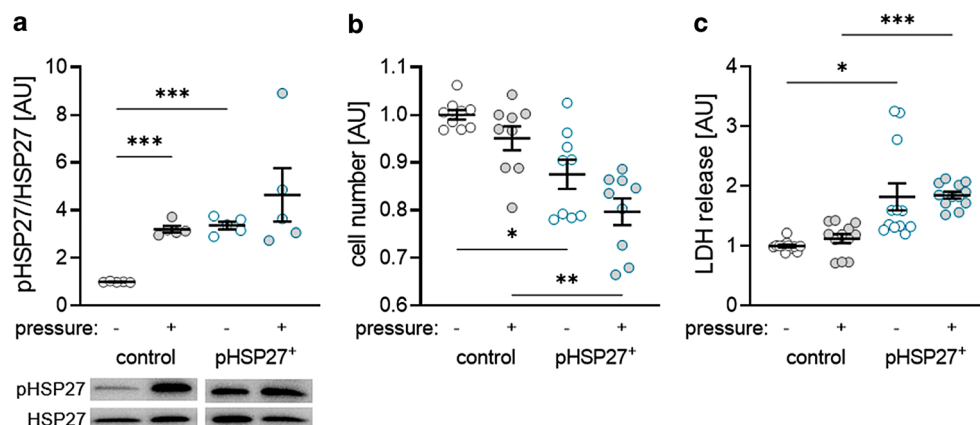 a
pHSP27/HSP27 [AU]
10
8
6
4
2
0
***
***
pressure: - + - +
control pHSP27+
pHSP27
HSP27
b
cell number [AU]
1.1
1.0
0.9
0.8
0.7
0.6
*
**
pressure: - + - +
control pHSP27+
c
LDH release [AU]
4
3
2
1
0
***
*
pressure: - + - +
control pHSP27+